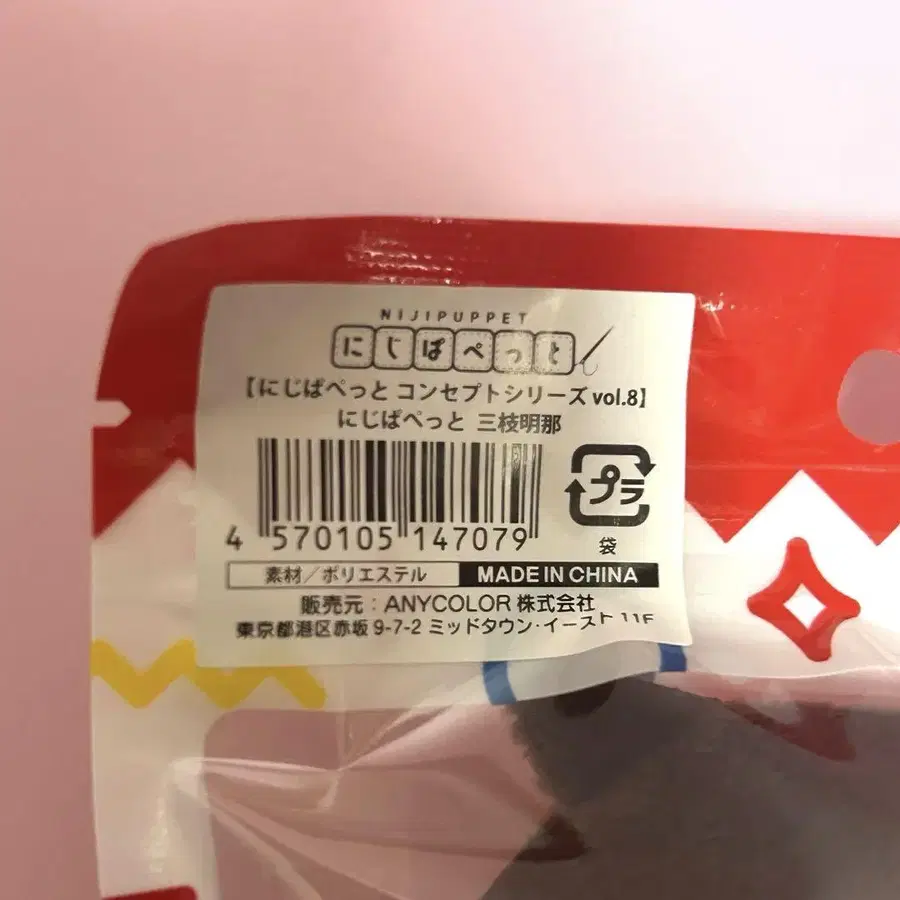 NIJIPUPPET
にじぱぺっと
【にじぱぺっと コンセプトシリーズ vol.8】
にじぱぺっと 三枝明那
プラ
袋
4 570105 147079
素材／ポリエステル
MADE IN CHINA
販売元：ANYCOLOR 株式会社
東京都港区赤坂 9-7-2 ミッドタウン・イースト 11F